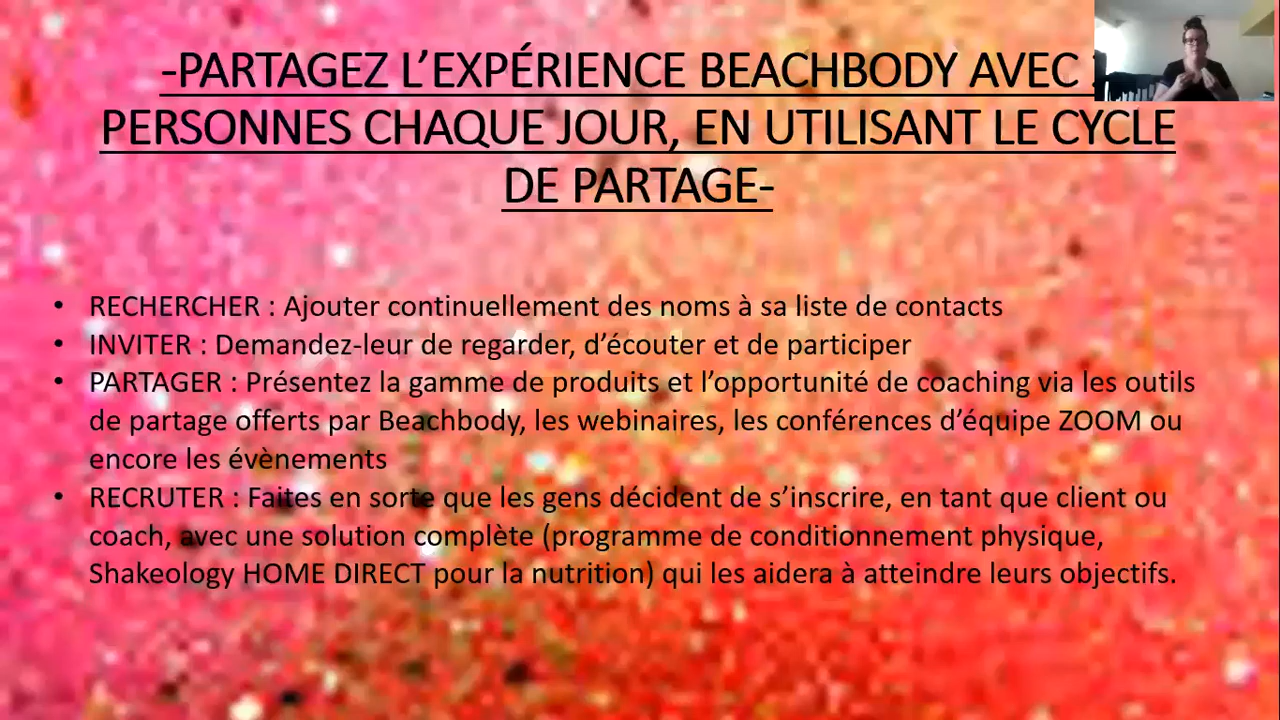 -PARTAGEZ L’EXPÉRIENCE BEACHBODY AVEC
PERSONNES CHAQUE JOUR, EN UTILISANT LE CYCLE
DE PARTAGE-
• RECHERCHER : Ajouter continuellement des noms à sa liste de contacts
• INVITER : Demandez-leur de regarder, d’écouter et de participer
• PARTAGER : Présentez la gamme de produits et l’opportunité de coaching via les outils
de partage offerts par Beachbody, les webinaires, les conférences d’équipe ZOOM ou
encore les évènements
• RECRUTER : Faites en sorte que les gens décident de s’inscrire, en tant que client ou
coach, avec une solution complète (programme de conditionnement physique,
Shakeology HOME DIRECT pour la nutrition) qui les aidera à atteindre leurs objectifs.